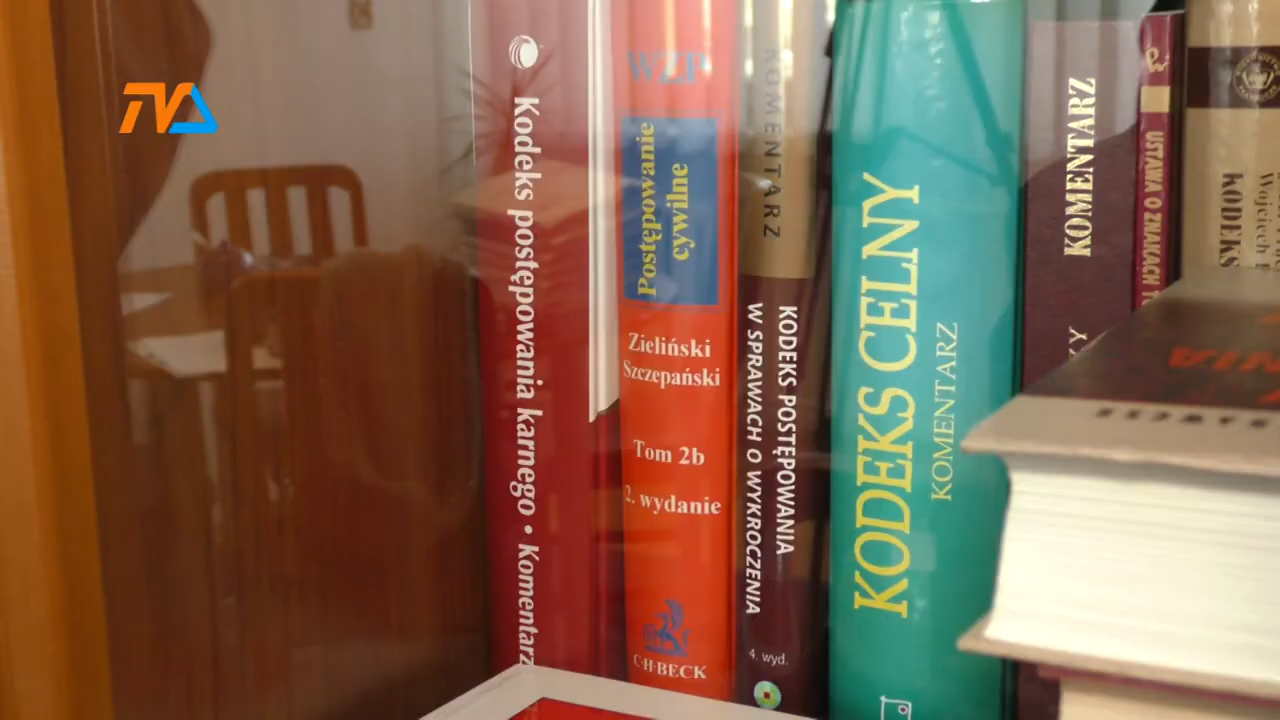 TVA
Kodeks postępowania karnego • Komentarz
WZP
Postępowanie
cywilne
Zieliński
Szczepański
Tom 2b
2. wydanie
C·H·BECK
KOMENTARZ
KODEKS POSTĘPOWANIA
W SPRAWACH O WYKROCZENIA
4. wyd.
KODEKS CELNY
KOMENTARZ
KOMENTARZ
USTAWA O ZNAKACH
Wojciech
KODEKS